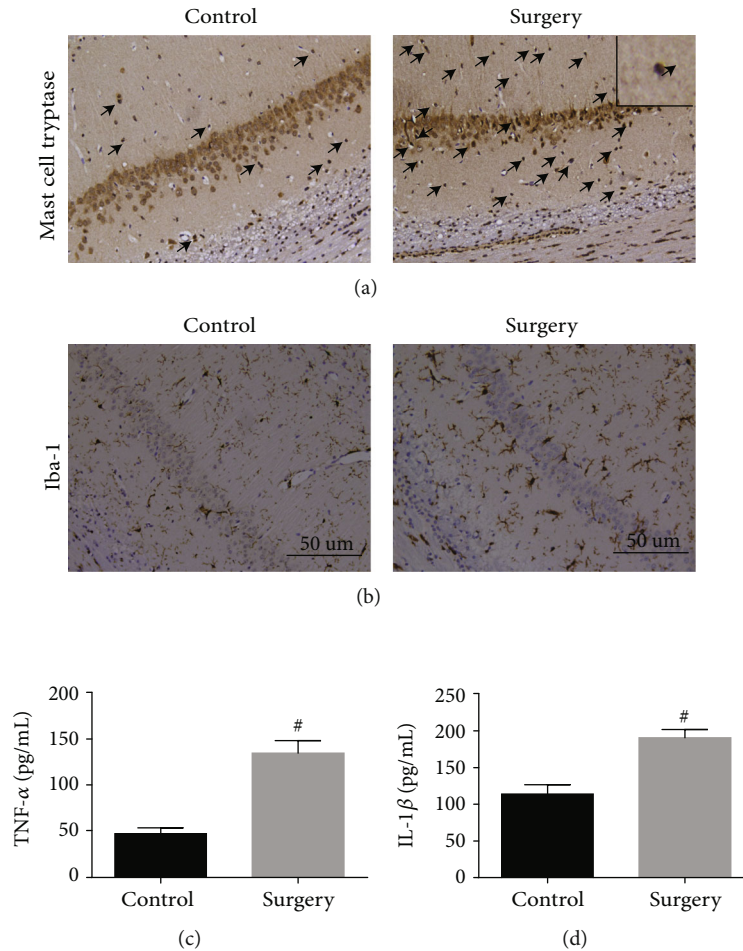 Control
Surgery
Mast cell tryptase
(a)
Control
Surgery
Iba-1
50 um
50 um
(b)
200
150
100
50
0
TNF-α (pg/mL)
#
Control
Surgery
(c)
250
200
150
100
50
0
IL-1β (pg/mL)
#
Control
Surgery
(d)